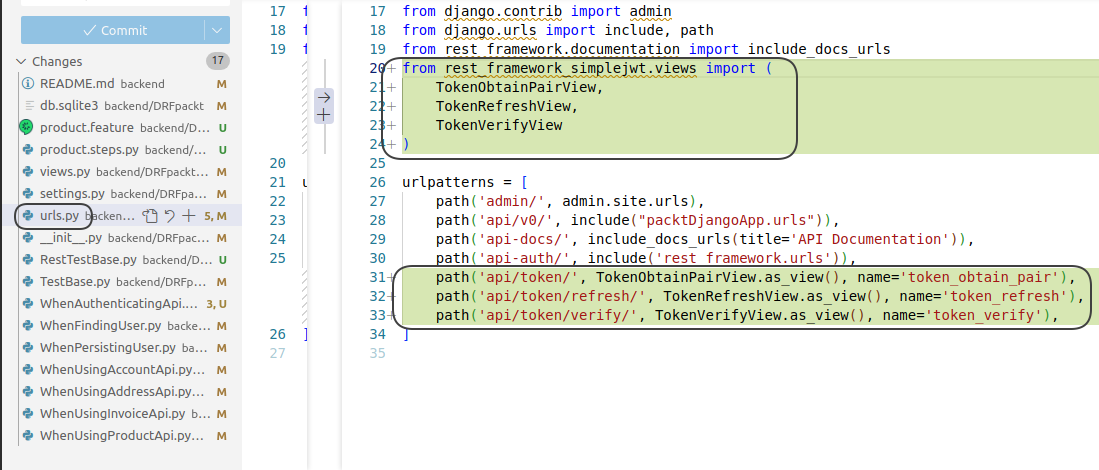 Commit
Changes 17
README.md backend M
db.sqlite3 backend/DRFpackt M
product.feature backend/D... U
product.steps.py backend/... U
views.py backend/DRFpackt... M
settings.py backend/DRFpa... M
urls.py backen... 5, M
__init__.py backend/DRFpac... M
RestTestBase.py backend/D... U
TestBase.py backend/DRFpa... M
WhenAuthenticatingApi.... 3, U
WhenFindingUser.py backe... M
WhenPersistingUser.py ba... M
WhenUsingAccountApi.py... M
WhenUsingAddressApi.py... M
WhenUsingInvoiceApi.py b... M
WhenUsingProductApi.py... M
17 f
18 f
19 f
20
21 u
22
23
24
25
26 ]
27
17 from django.contrib import admin
18 from django.urls import include, path
19 from rest_framework.documentation import include_docs_urls
20+ from rest_framework_simplejwt.views import (
21+ TokenObtainPairView,
22+ TokenRefreshView,
23+ TokenVerifyView
24+ )
25
26 urlpatterns = [
27 path('admin/', admin.site.urls),
28 path('api/v0/', include("packtDjangoApp.urls")),
29 path('api-docs/', include_docs_urls(title='API Documentation')),
30 path('api-auth/', include('rest_framework.urls')),
31+ path('api/token/', TokenObtainPairView.as_view(), name='token_obtain_pair'),
32+ path('api/token/refresh/', TokenRefreshView.as_view(), name='token_refresh'),
33+ path('api/token/verify/', TokenVerifyView.as_view(), name='token_verify'),
34 ]
35